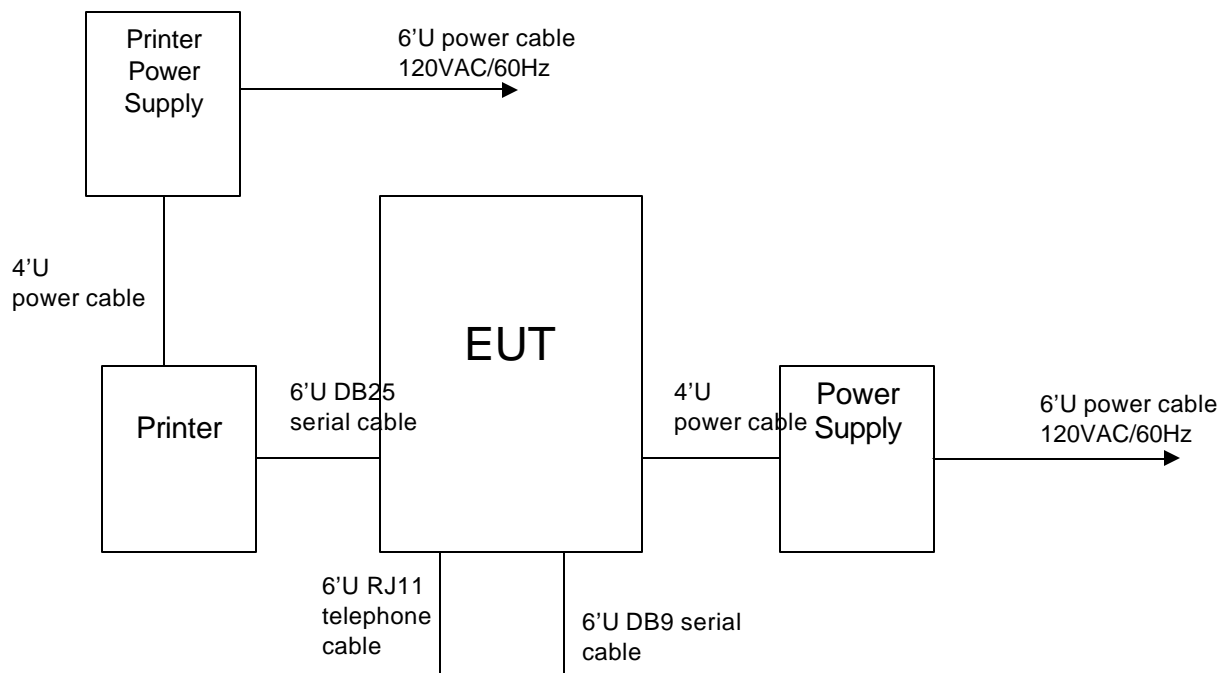 Printer
Power
Supply
6’U power cable
120VAC/60Hz
4’U
power cable
EUT
Printer
6’U DB25
serial cable
4’U
power cable
Power
Supply
6’U power cable
120VAC/60Hz
6’U RJ11
telephone
cable
6’U DB9 serial
cable